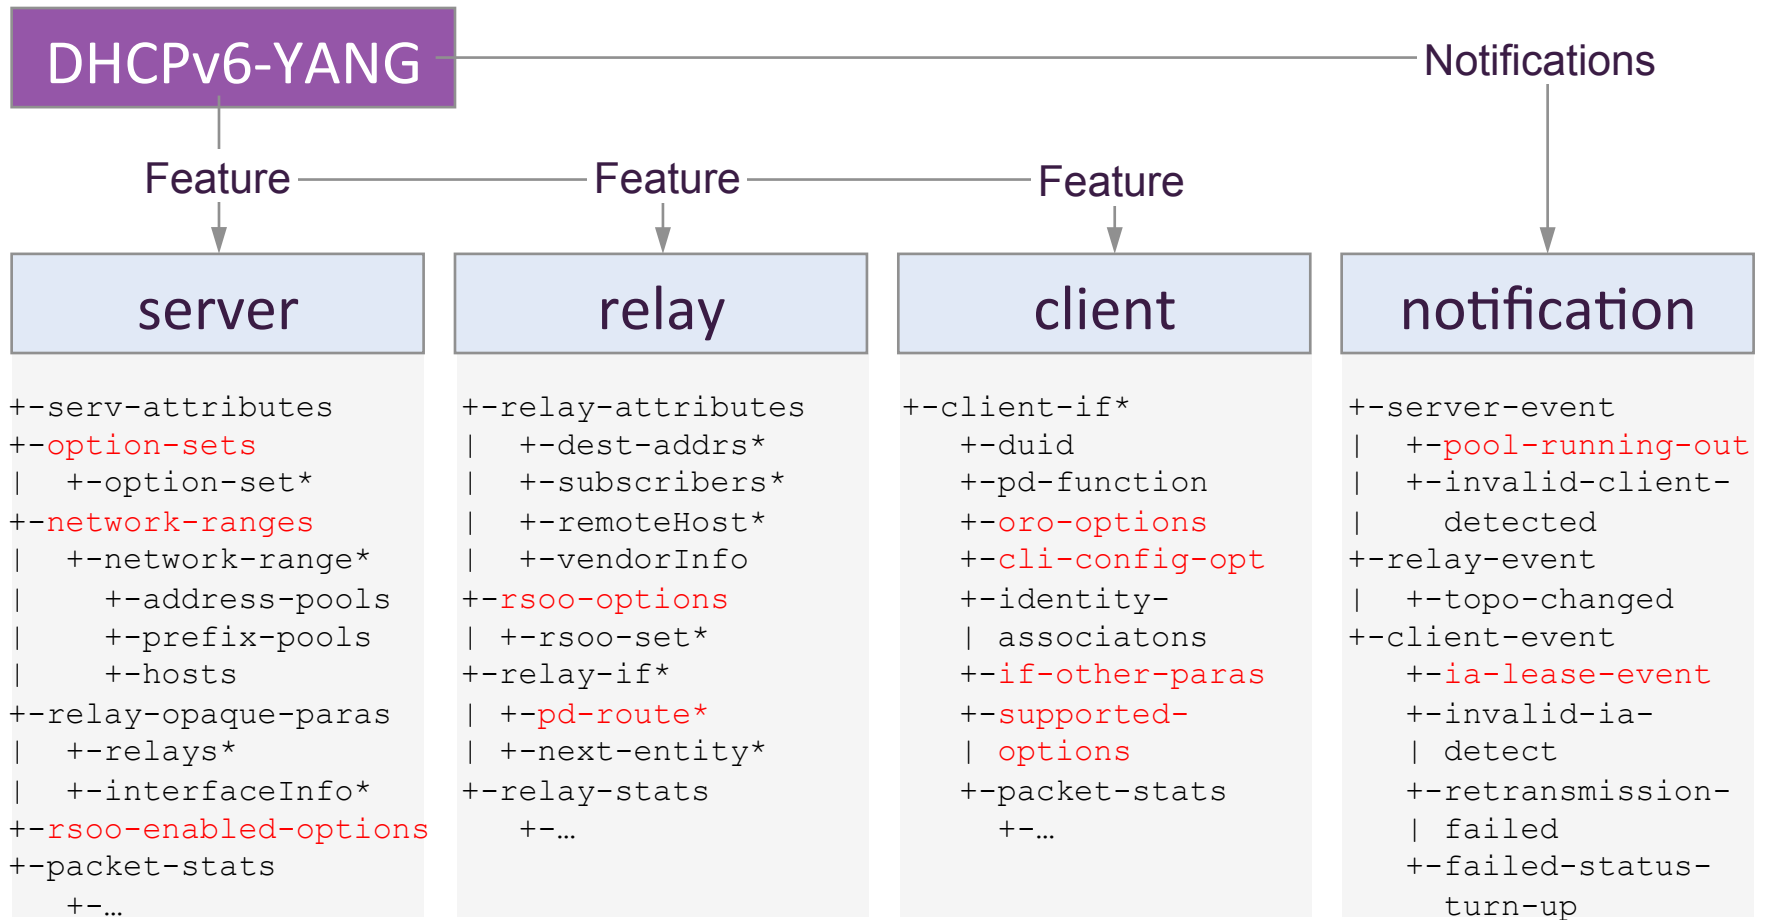 DHCPv6-YANG
Notifications
Feature
Feature
Feature
server
+-serv-attributes
+-option-sets
|  +-option-set*
+-network-ranges
|  +-network-range*
|    +-address-pools
|    +-prefix-pools
|    +-hosts
+-relay-opaque-paras
|  +-relays*
|  +-interfaceInfo*
+-rsoo-enabled-options
+-packet-stats
   +-…
relay
+-relay-attributes
|  +-dest-addrs*
|  +-subscribers*
|  +-remoteHost*
|  +-vendorInfo
+-rsoo-options
| +-rsoo-set*
+-relay-if*
| +-pd-route*
| +-next-entity*
+-relay-stats
   +-…
client
+-client-if*
   +-duid
   +-pd-function
   +-oro-options
   +-cli-config-opt
   +-identity-
   | associatons
   +-if-other-paras
   +-supported-
   | options
   +-packet-stats
     +-…
notification
+-server-event
|  +-pool-running-out
|  +-invalid-client-
|    detected
+-relay-event
|  +-topo-changed
+-client-event
   +-ia-lease-event
   +-invalid-ia-
   | detect
   +-retransmission-
   | failed
   +-failed-status-
     turn-up